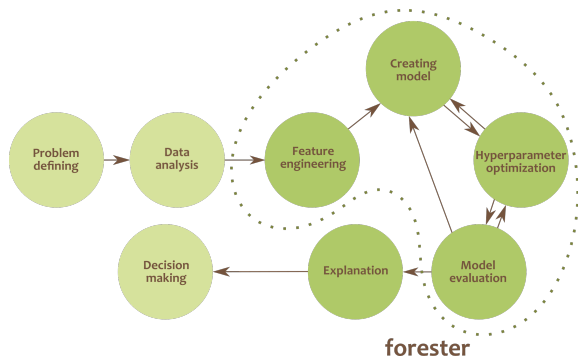 Creating
model
Problem
defining
Data
analysis
Feature
engineering
Hyperparameter
optimization
Decision
making
Explanation
Model
evaluation
forester